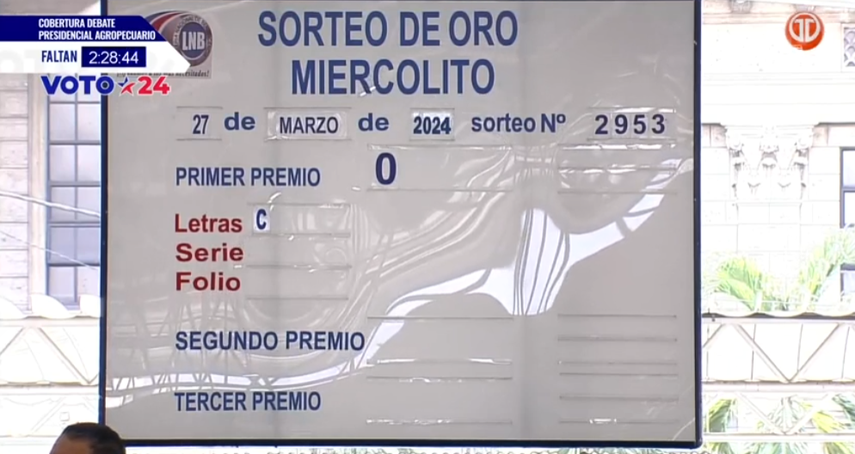 COBERTURA DEBATE
PRESIDENCIAL AGROPECUARIO
FALTAN 2:28:44
VOTO 24
LNB
SORTEO DE ORO
MIERCOLITO
27 de MARZO de 2024 sorteo Nº 2953
PRIMER PREMIO 0
Letras C
Serie
Folio
SEGUNDO PREMIO
TERCER PREMIO